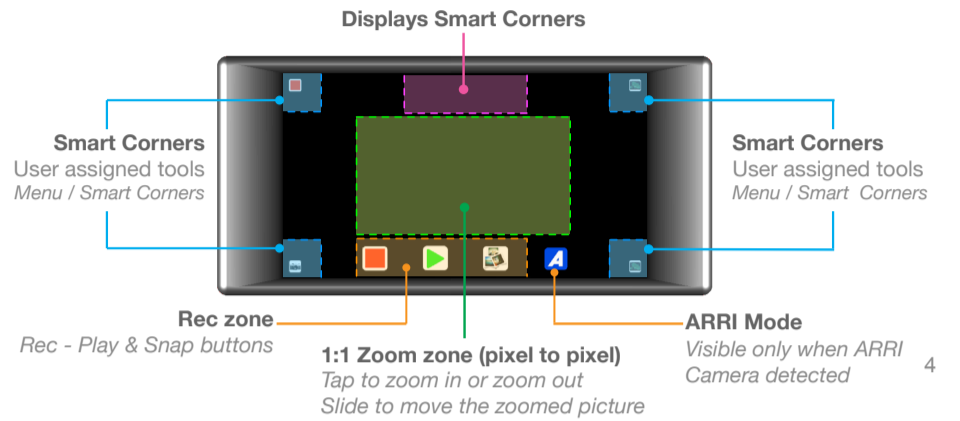 Displays Smart Corners
Smart Corners
User assigned tools
Menu / Smart Corners
Smart Corners
User assigned tools
Menu / Smart Corners
A
Rec zone
Rec - Play & Snap buttons
1:1 Zoom zone (pixel to pixel)
Tap to zoom in or zoom out
Slide to move the zoomed picture
ARRI Mode
Visible only when ARRI
Camera detected
4